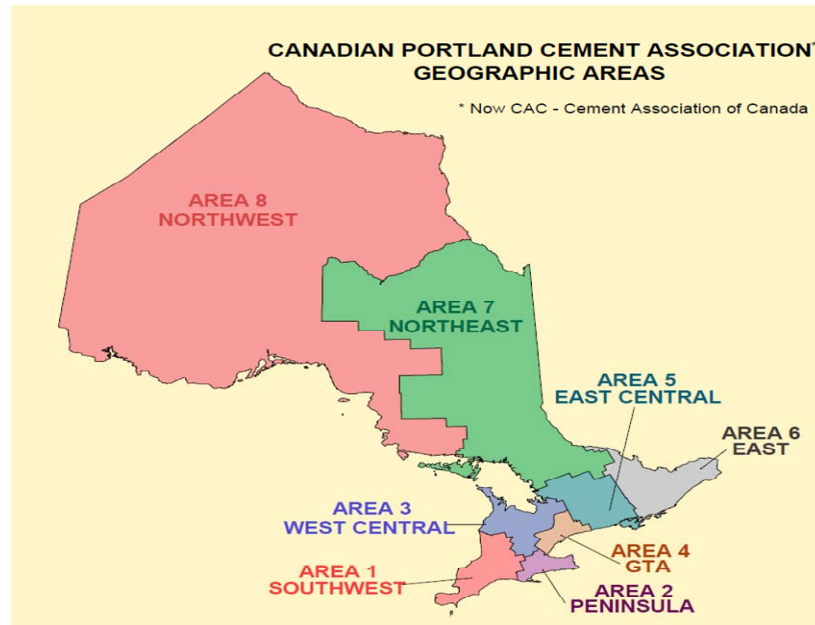 CANADIAN PORTLAND CEMENT ASSOCIATION*
GEOGRAPHIC AREAS
* Now CAC - Cement Association of Canada
AREA 8
NORTHWEST
AREA 7
NORTHEAST
AREA 5
EAST CENTRAL
AREA 6
EAST
AREA 3
WEST CENTRAL
AREA 4
GTA
AREA 1
SOUTHWEST
AREA 2
PENINSULA